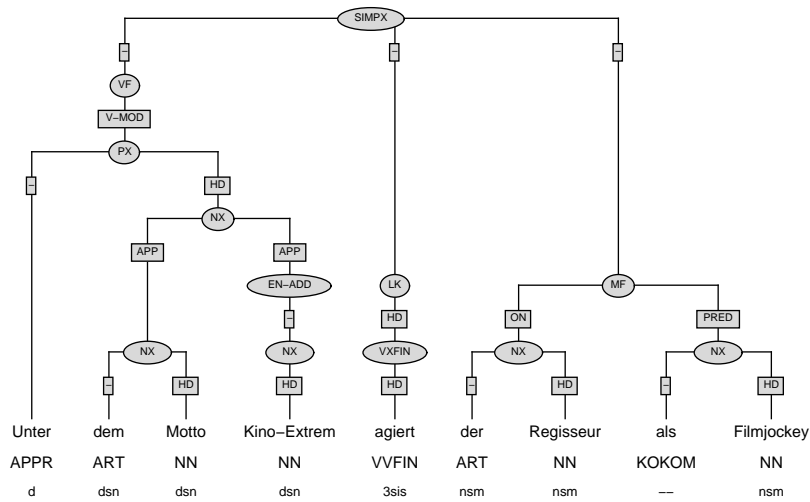 SIMPX
– – –
VF
V–MOD
PX
– HD
NX
APP APP
EN–ADD LK MF
– HD ON PRED
NX NX VXFIN NX NX
– HD HD HD – HD – HD
Unter dem Motto Kino–Extrem agiert der Regisseur als Filmjockey
APPR ART NN NN VVFIN ART NN KOKOM NN
d dsn dsn dsn 3sis nsm nsm –– nsm